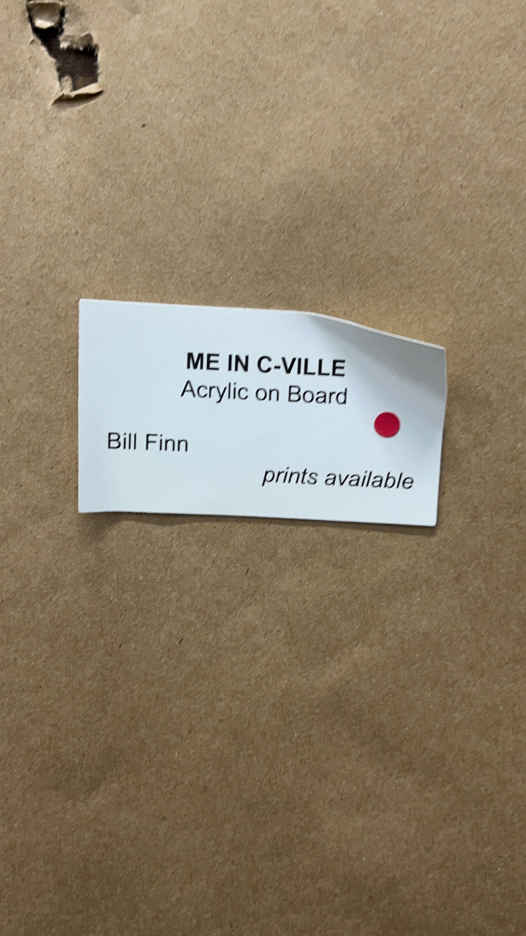 ME IN C-VILLE
Acrylic on Board
Bill Finn
prints available